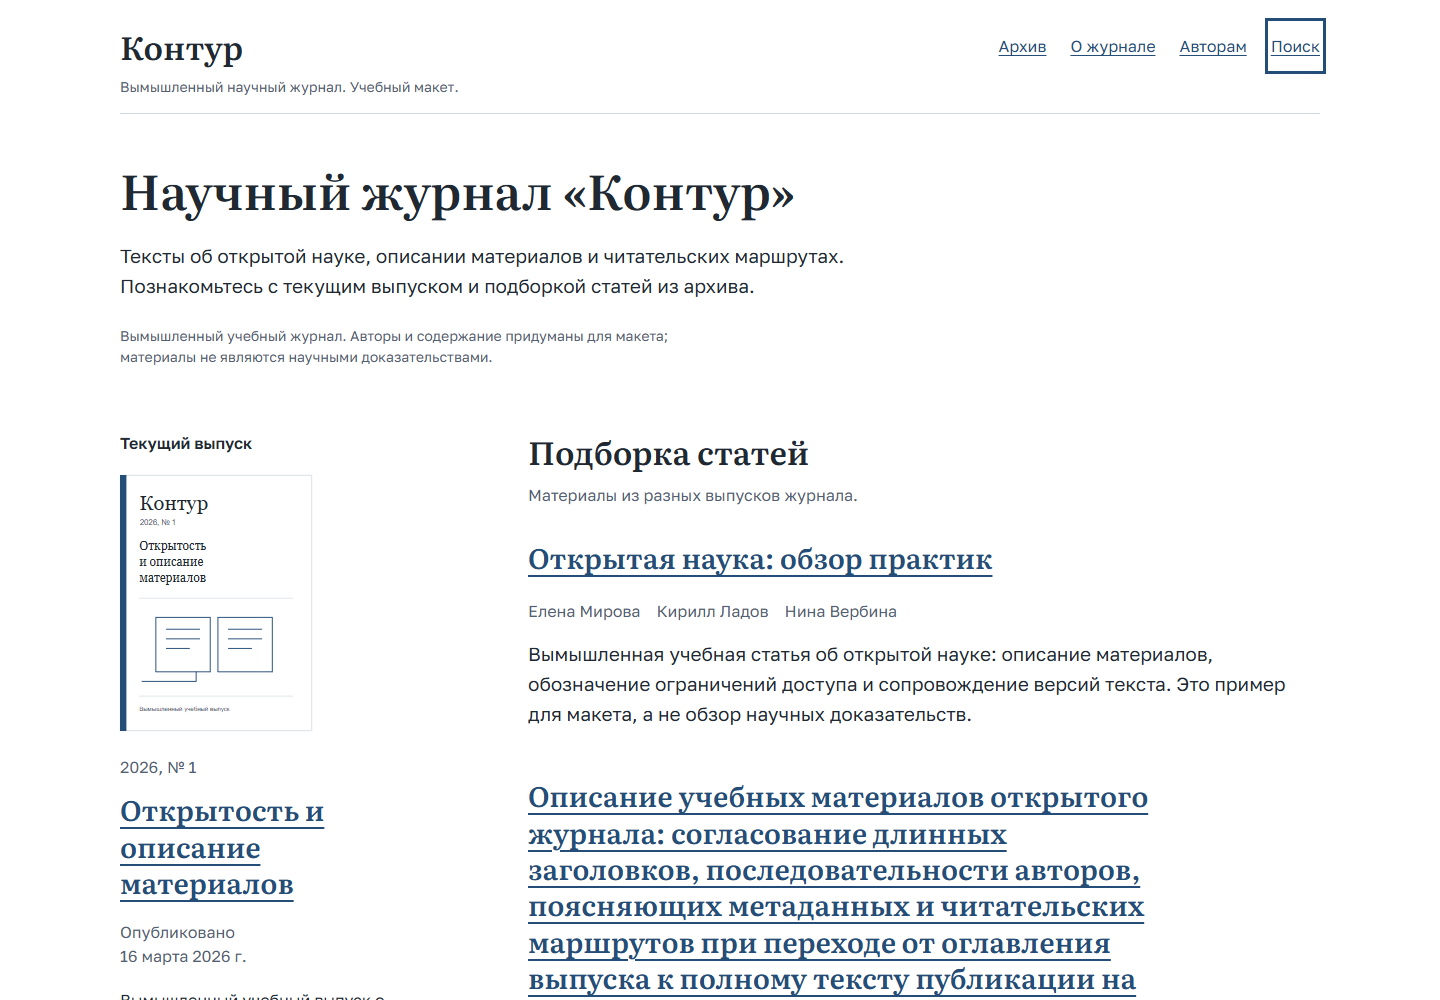 Контур
Вымышленный научный журнал. Учебный макет.
Архив
О журнале
Авторам
Поиск
Научный журнал «Контур»
Тексты об открытой науке, описании материалов и читательских маршрутах.
Познакомьтесь с текущим выпуском и подборкой статей из архива.
Вымышленный учебный журнал. Авторы и содержание придуманы для макета;
материалы не являются научными доказательствами.
Текущий выпуск
Контур
2026, № 1
Открытость
и описание
материалов
Вымышленный учебный выпуск
2026, № 1
Открытость и
описание
материалов
Опубликовано
16 марта 2026 г.
Вымышленный учебный выпуск о
Подборка статей
Материалы из разных выпусков журнала.
Открытая наука: обзор практик
Елена Мирова Кирилл Ладов Нина Вербина
Вымышленная учебная статья об открытой науке: описание материалов,
обозначение ограничений доступа и сопровождение версий текста. Это пример
для макета, а не обзор научных доказательств.
Описание учебных материалов открытого
журнала: согласование длинных
заголовков, последовательности авторов,
поясняющих метаданных и читательских
маршрутов при переходе от оглавления
выпуска к полному тексту публикации на